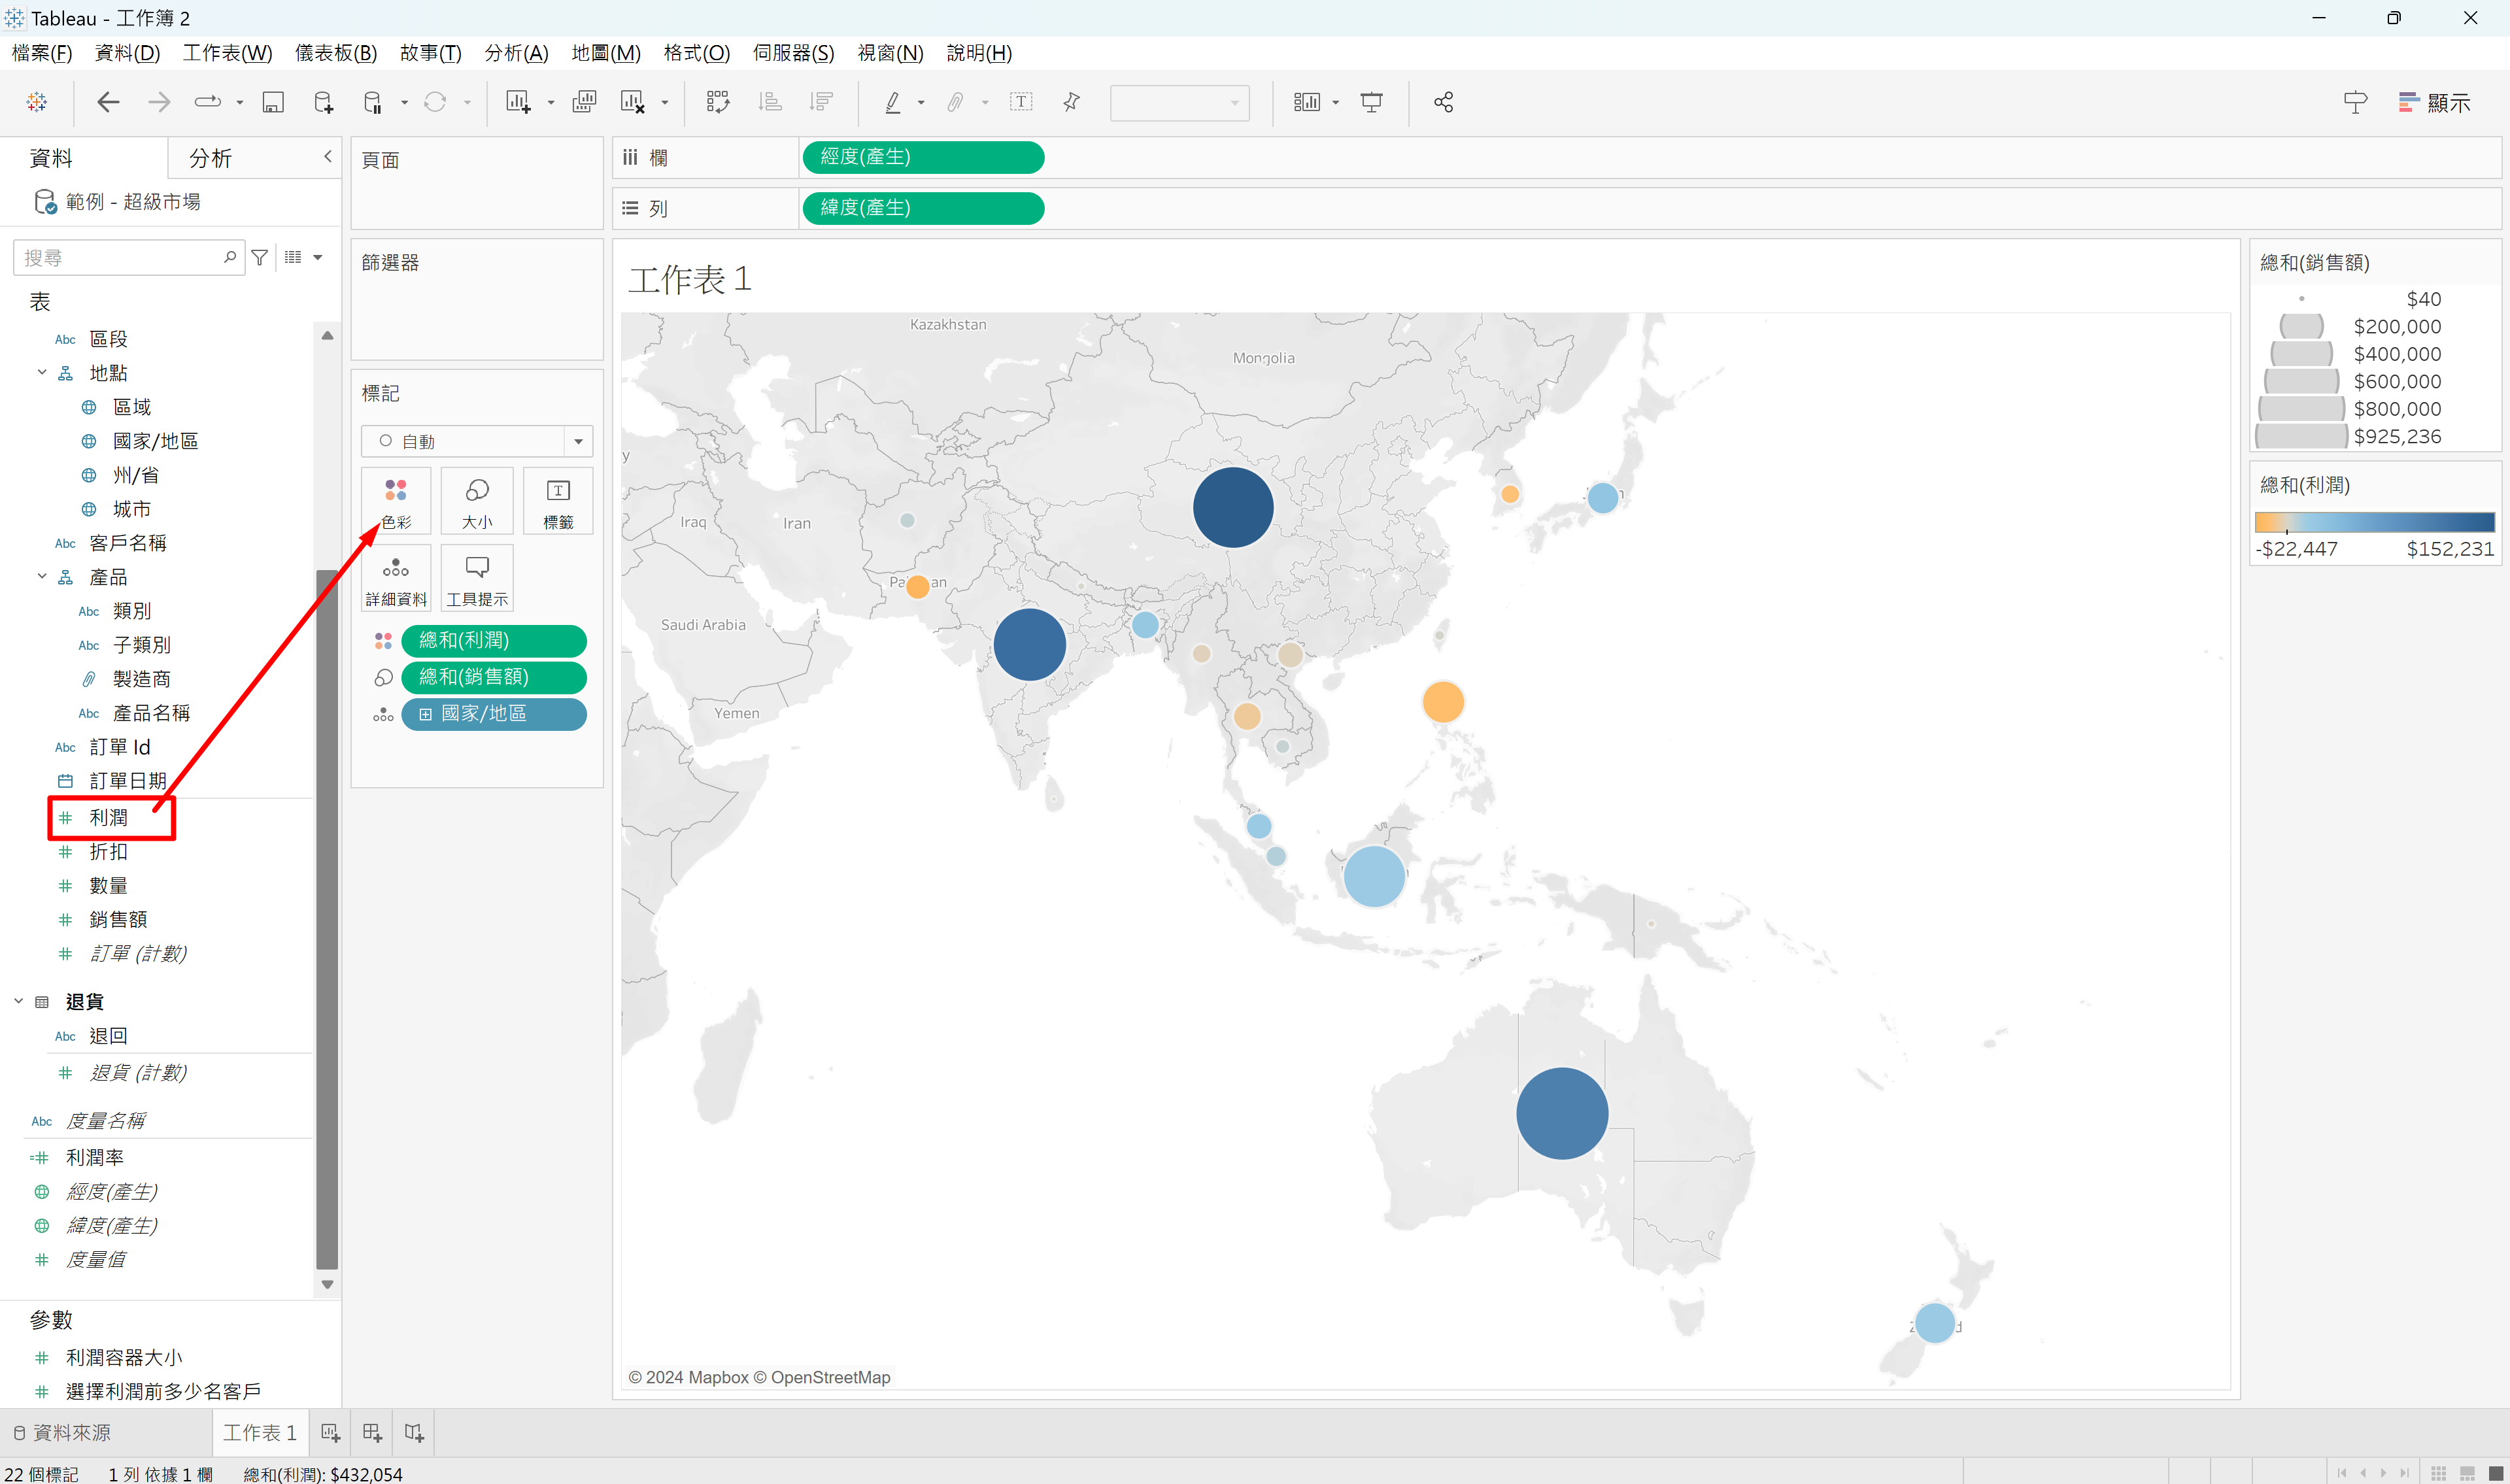 Tableau - 工作簿 2
檔案(F) 資料(D) 工作表(W) 儀表板(B) 故事(T) 分析(A) 地圖(M) 格式(O) 伺服器(S) 視窗(N) 說明(H)
顯示
資料 分析
範例 - 超級市場
搜尋
表
Abc 區段
地點
區域
國家/地區
州/省
城市
Abc 客戶名稱
產品
Abc 類別
Abc 子類別
製造商
Abc 產品名稱
Abc 訂單 Id
訂單日期
利潤
折扣
數量
銷售額
訂單 (計數)
退貨
Abc 退回
退貨 (計數)
Abc 度量名稱
利潤率
經度(產生)
緯度(產生)
度量值
參數
利潤容器大小
選擇利潤前多少名客戶
頁面
篩選器
標記
自動
色彩 大小 標籤
詳細資料 工具提示
總和(利潤)
總和(銷售額)
國家/地區
欄 經度(產生)
列 緯度(產生)
工作表 1
Kazakhstan
Mongolia
Iraq
Iran
Saudi Arabia
Yemen
© 2024 Mapbox © OpenStreetMap
總和(銷售額)
$40
$200,000
$400,000
$600,000
$800,000
$925,236
總和(利潤)
-$22,447 $152,231
資料來源 工作表 1
22 個標記 1 列 依據 1 欄 總和(利潤): $432,054